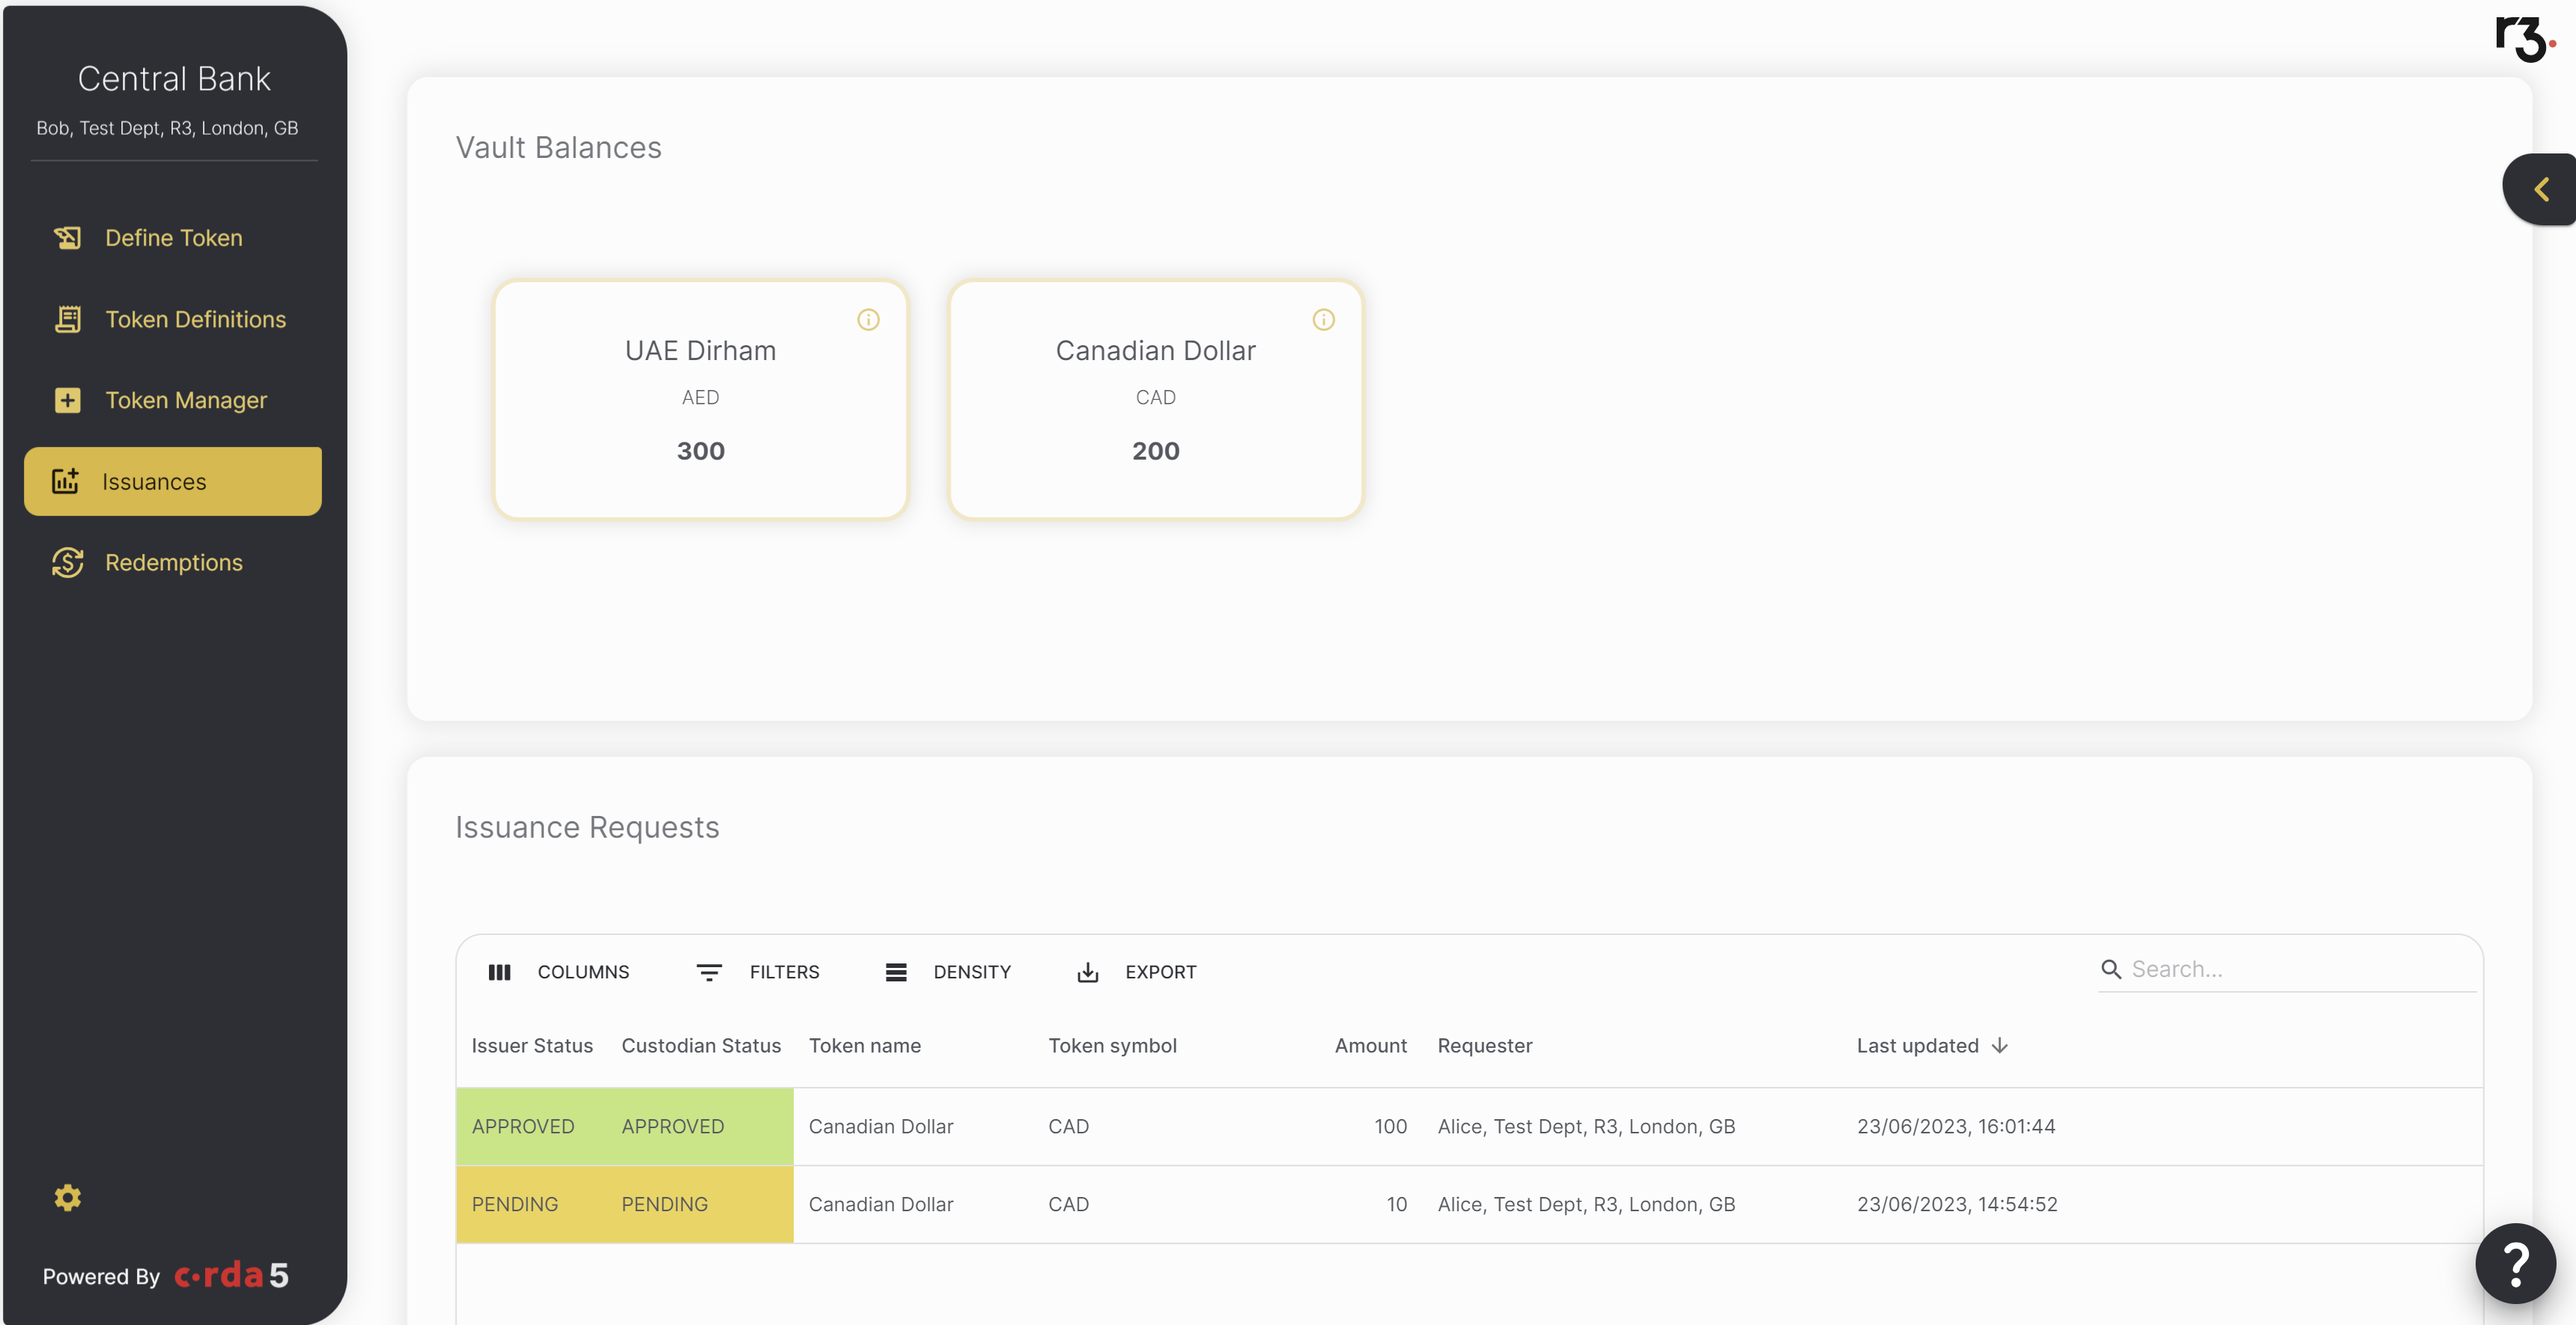 Central Bank
Bob, Test Dept, R3, London, GB
Define Token
Token Definitions
Token Manager
Issuances
Redemptions
Powered By c·rda 5
r3.
Vault Balances
UAE Dirham
AED
300
Canadian Dollar
CAD
200
Issuance Requests
COLUMNS FILTERS DENSITY EXPORT Search...
Issuer Status Custodian Status Token name Token symbol Amount Requester Last updated
APPROVED APPROVED Canadian Dollar CAD 100 Alice, Test Dept, R3, London, GB 23/06/2023, 16:01:44
PENDING PENDING Canadian Dollar CAD 10 Alice, Test Dept, R3, London, GB 23/06/2023, 14:54:52
?